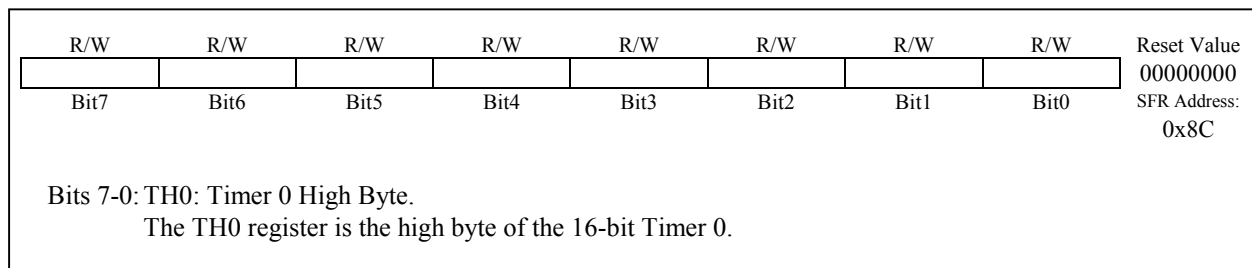 R/W R/W R/W R/W R/W R/W R/W R/W Reset Value
00000000
Bit7 Bit6 Bit5 Bit4 Bit3 Bit2 Bit1 Bit0 SFR Address:
0x8C
Bits 7-0: TH0: Timer 0 High Byte.
The TH0 register is the high byte of the 16-bit Timer 0.